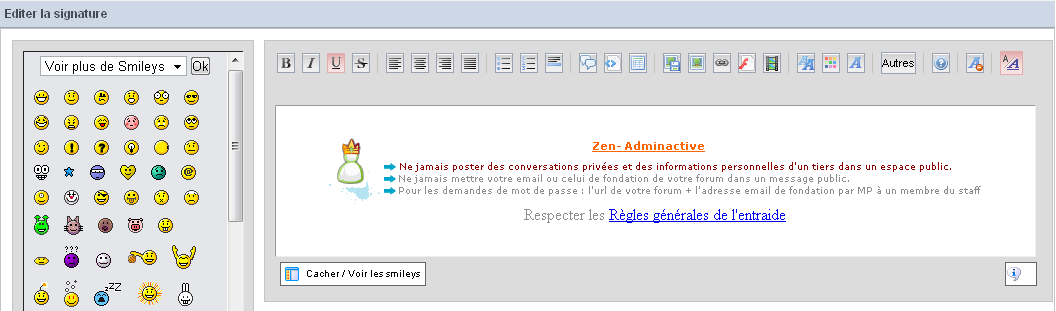 Editer la signature
Voir plus de Smileys
Ok
B I U S
Autres
A A
Zen- Adminactive
Ne jamais poster des conversations privées et des informations personnelles d'un tiers dans un espace public.
Ne jamais mettre votre email ou celui de fondation de votre forum dans un message public.
Pour les demandes de mot de passe : l'url de votre forum + l'adresse email de fondation par MP à un membre du staff
Respecter les Règles générales de l'entraide
Cacher / Voir les smileys